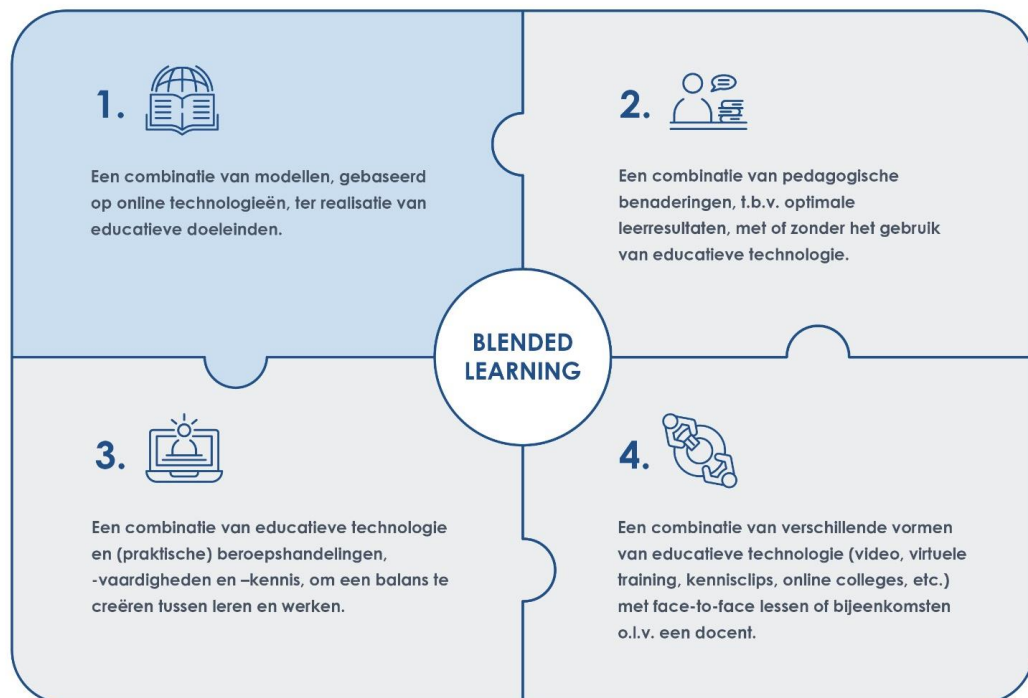 1.
Een combinatie van modellen, gebaseerd
op online technologieën, ter realisatie van
educatieve doeleinden.
2.
Een combinatie van pedagogische
benaderingen, t.b.v. optimale
leerresultaten, met of zonder het gebruik
van educatieve technologie.
BLENDED
LEARNING
3.
Een combinatie van educatieve technologie
en (praktische) beroepshandelingen,
-vaardigheden en –kennis, om een balans te
creëren tussen leren en werken.
4.
Een combinatie van verschillende vormen
van educatieve technologie (video, virtuele
training, kennisclips, online colleges, etc.)
met face-to-face lessen of bijeenkomsten
o.l.v. een docent.